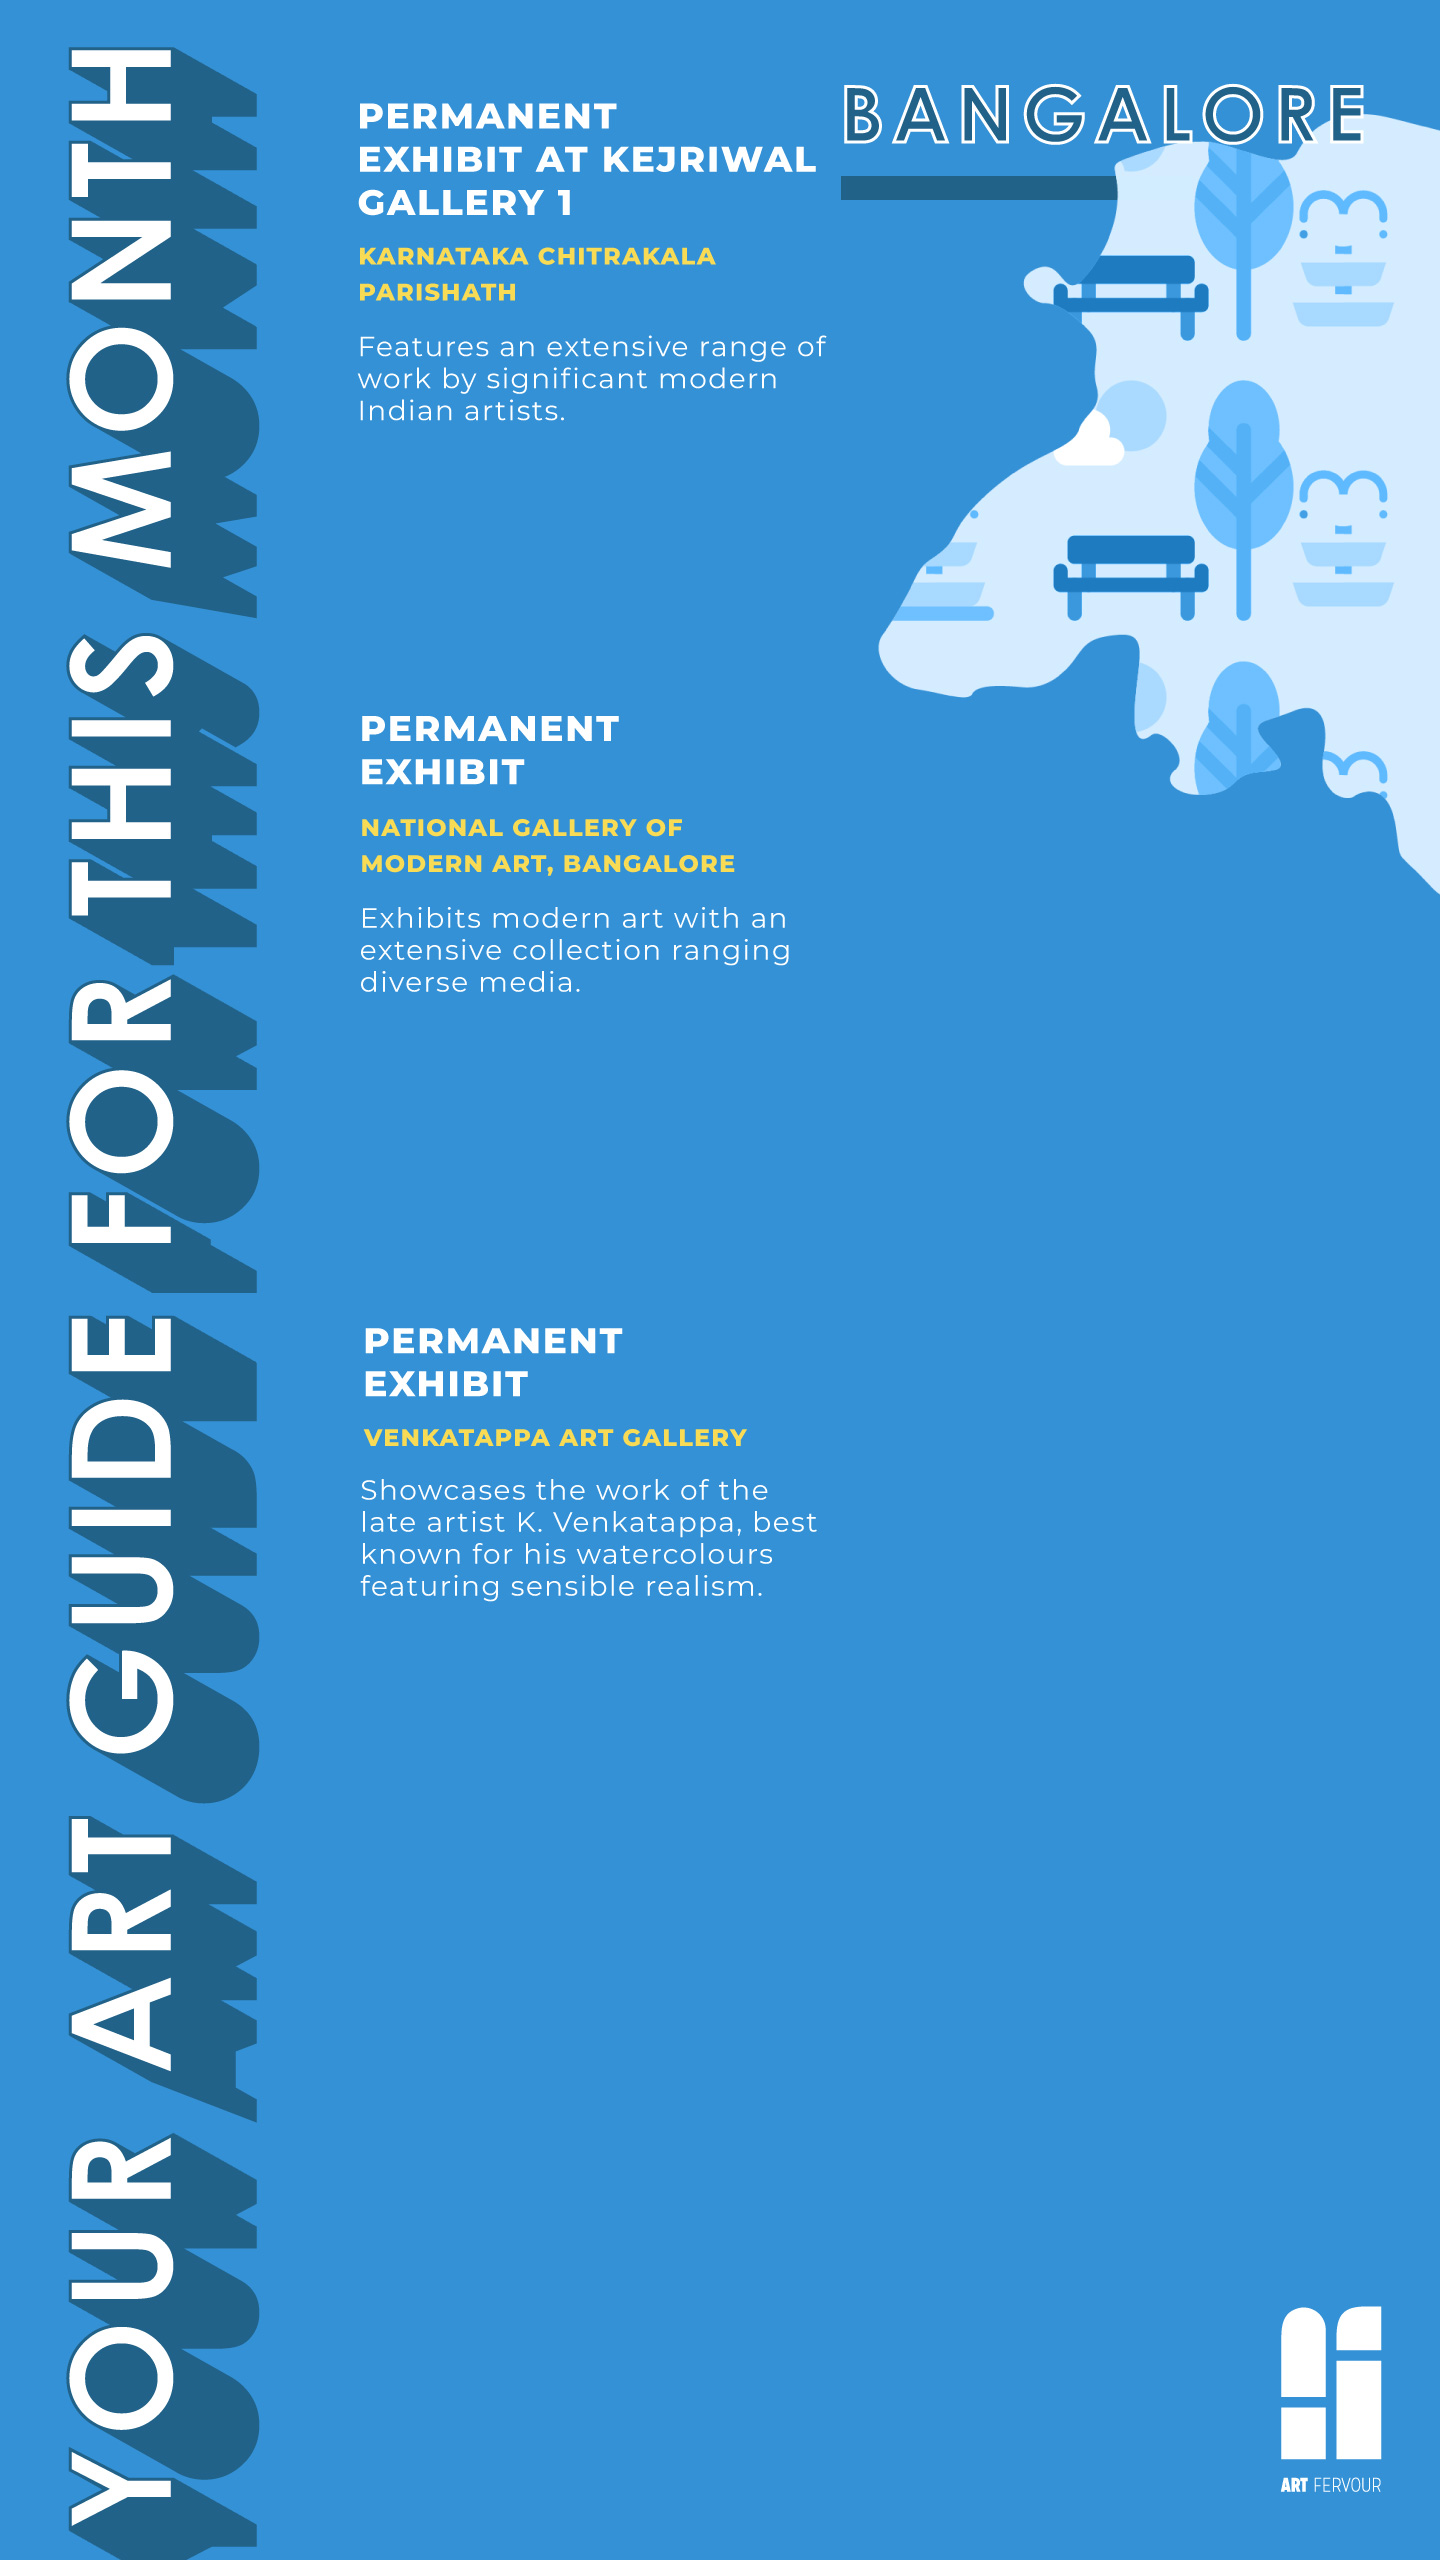 YOUR ART GUIDE FOR THIS MONTH
BANGALORE
PERMANENT
EXHIBIT AT KEJRIWAL
GALLERY 1
KARNATAKA CHITRAKALA
PARISHATH
Features an extensive range of
work by significant modern
Indian artists.
PERMANENT
EXHIBIT
NATIONAL GALLERY OF
MODERN ART, BANGALORE
Exhibits modern art with an
extensive collection ranging
diverse media.
PERMANENT
EXHIBIT
VENKATAPPA ART GALLERY
Showcases the work of the
late artist K. Venkatappa, best
known for his watercolours
featuring sensible realism.
ART FERVOUR